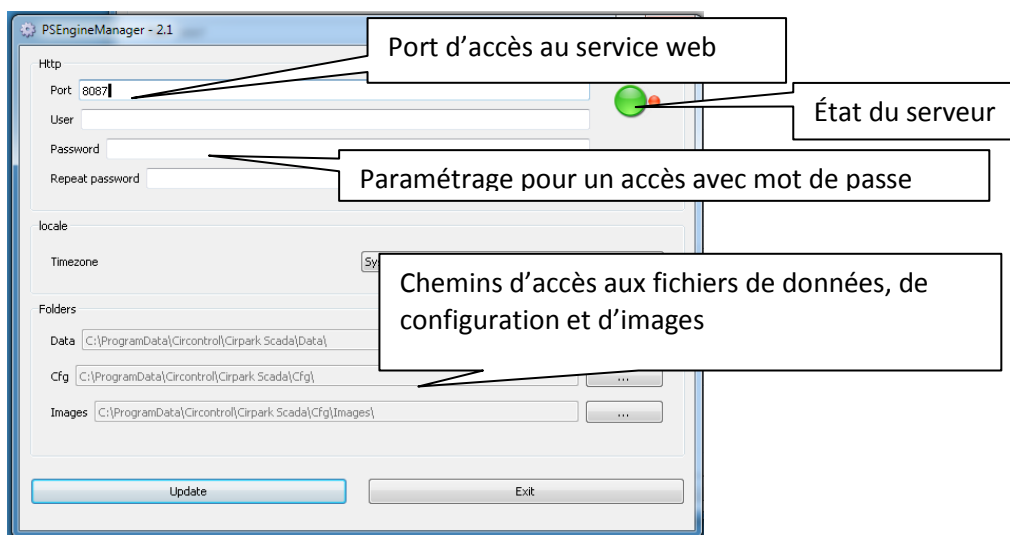 PSEngineManager - 2.1
Port d’accès au service web
Http
Port 8087
État du serveur
User
Password
Paramétrage pour un accès avec mot de passe
Repeat password
locale
Timezone
Sy
Chemins d’accès aux fichiers de données, de
configuration et d’images
Folders
Data C:\ProgramData\Circontrol\Cirpark Scada\Data\
Cfg C:\ProgramData\Circontrol\Cirpark Scada\Cfg\
...
Images C:\ProgramData\Circontrol\Cirpark Scada\Cfg\Images\
...
Update
Exit